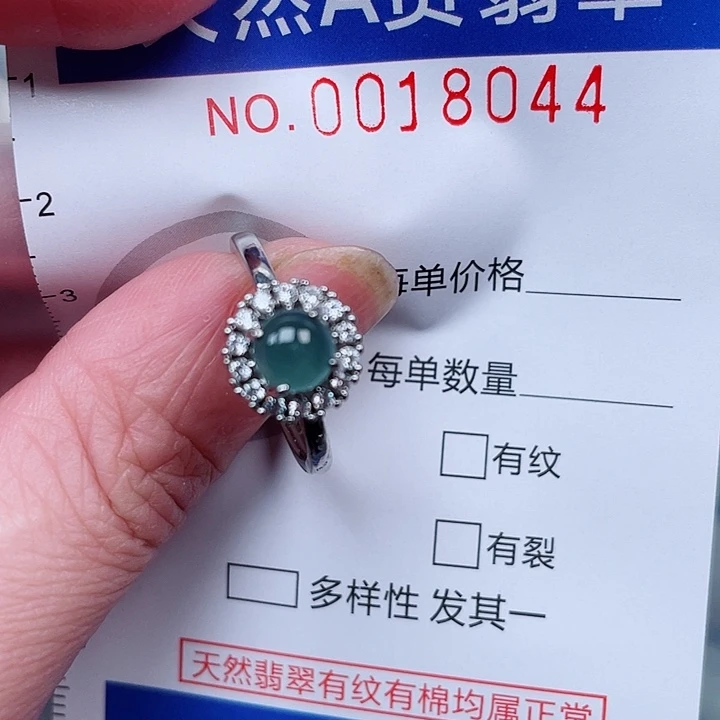 天然A货翡翠
NO.0018044
1
2
3
每单价格
每单数量
有纹
有裂
多样性 发其一
天然翡翠有纹有棉均属正常